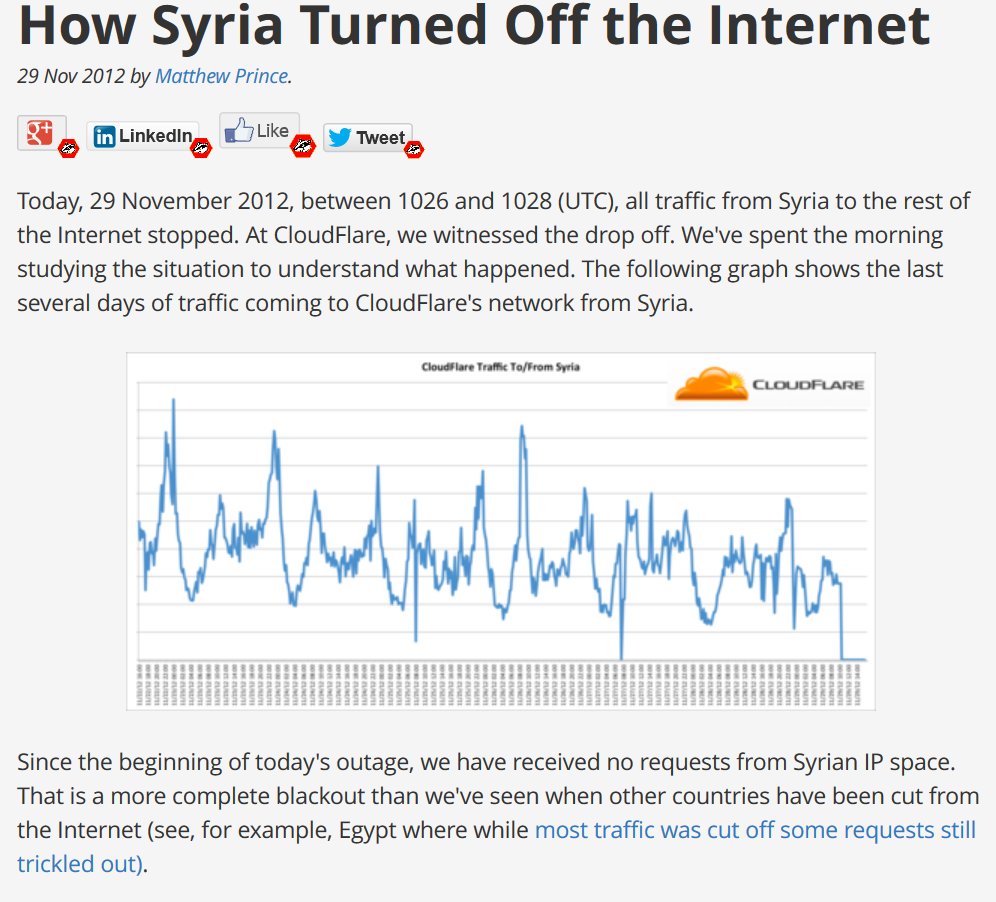 How Syria Turned Off the Internet
29 Nov 2012 by Matthew Prince.
g+ LinkedIn Like Tweet
Today, 29 November 2012, between 1026 and 1028 (UTC), all traffic from Syria to the rest of
the Internet stopped. At CloudFlare, we witnessed the drop off. We've spent the morning
studying the situation to understand what happened. The following graph shows the last
several days of traffic coming to CloudFlare's network from Syria.
CloudFlare Traffic To/From Syria
CLOUDFLARE
Since the beginning of today's outage, we have received no requests from Syrian IP space.
That is a more complete blackout than we've seen when other countries have been cut from
the Internet (see, for example, Egypt where while most traffic was cut off some requests still
trickled out).